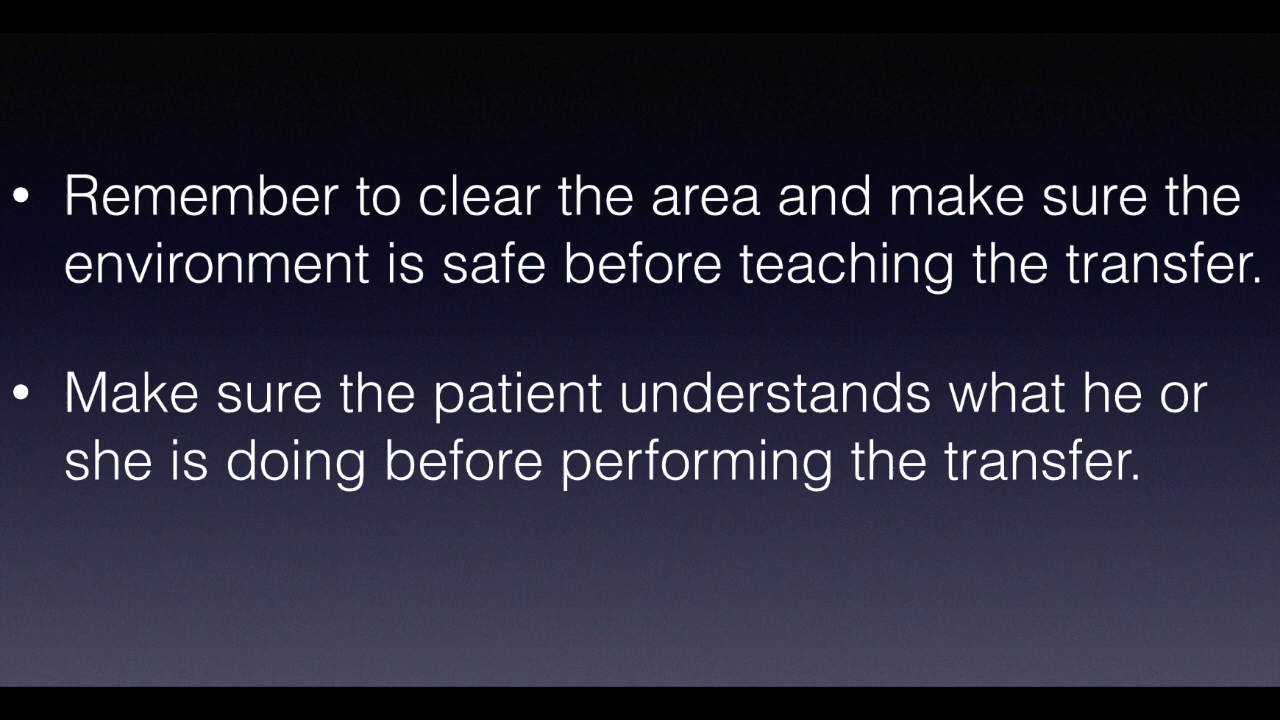 • Remember to clear the area and make sure the
environment is safe before teaching the transfer.
• Make sure the patient understands what he or
she is doing before performing the transfer.